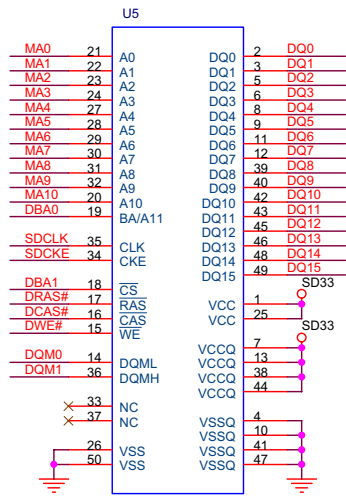 U5
MA0 21 A0 DQ0 2 DQ0
MA1 22 A1 DQ1 3 DQ1
MA2 23 A2 DQ2 5 DQ2
MA3 24 A3 DQ3 6 DQ3
MA4 27 A4 DQ4 8 DQ4
MA5 28 A5 DQ5 9 DQ5
MA6 29 A6 DQ6 11 DQ6
MA7 30 A7 DQ7 12 DQ7
MA8 31 A8 DQ8 39 DQ8
MA9 32 A9 DQ9 40 DQ9
MA10 20 A10 DQ10 42 DQ10
DBA0 19 BA/A11 DQ11 43 DQ11
DQ12 45 DQ12
SDCLK 35 CLK DQ13 46 DQ13
SDCKE 34 CKE DQ14 48 DQ14
DQ15 49 DQ15
DBA1 18 CS SD33
DRAS# 17 RAS VCC 1
DCAS# 16 CAS VCC 25
DWE# 15 WE SD33
VCCQ 7
DQM0 14 DQML VCCQ 13
DQM1 36 DQMH VCCQ 38
VCCQ 44
33 NC
37 NC VSSQ 4
VSSQ 10
26 VSS VSSQ 41
50 VSS VSSQ 47